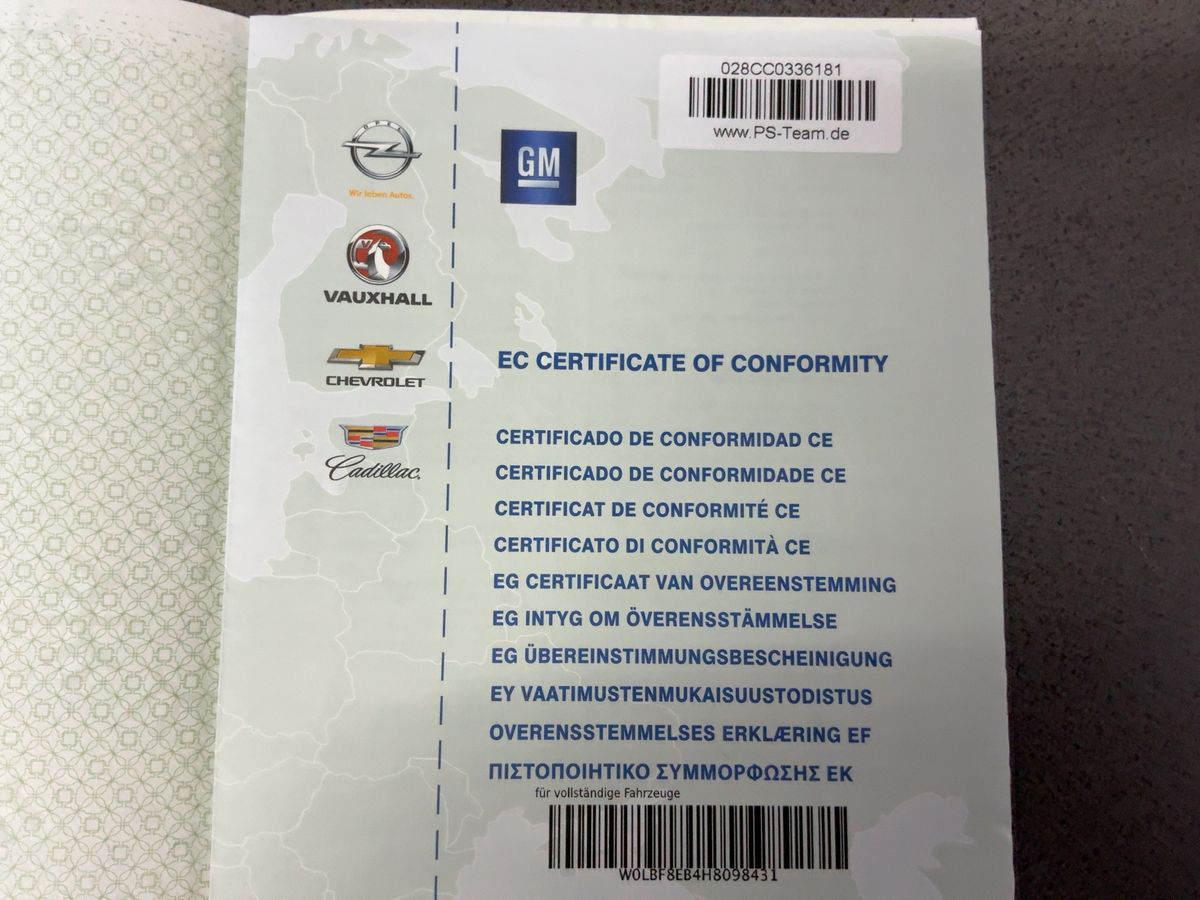 028CC0336181
www.PS-Team.de
OPEL
Wir leben Autos.
GM
VAUXHALL
CHEVROLET
Cadillac
EC CERTIFICATE OF CONFORMITY
CERTIFICADO DE CONFORMIDAD CE
CERTIFICADO DE CONFORMIDADE CE
CERTIFICAT DE CONFORMITÉ CE
CERTIFICATO DI CONFORMITÀ CE
EG CERTIFICAAT VAN OVEREENSTEMMING
EG INTYG OM ÖVERENSSTÄMMELSE
EG ÜBEREINSTIMMUNGSBESCHEINIGUNG
EY VAATIMUSTENMUKAISUUSTODISTUS
OVERENSSTEMMELSES ERKLÆRING EF
ΠΙΣΤΟΠΟΙΗΤΙΚΟ ΣΥΜΜΟΡΦΩΣΗΣ ΕΚ
für vollständige Fahrzeuge
W0LBF8EB4H8098431